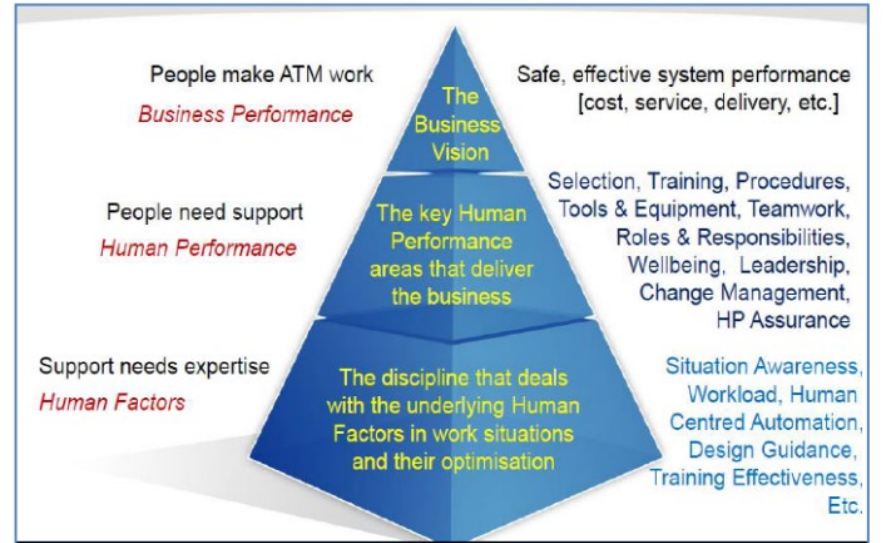 People make ATM work
Business Performance
The
Business
Vision
Safe, effective system performance
[cost, service, delivery, etc.]
People need support
Human Performance
The key Human
Performance
areas that deliver
the business
Selection, Training, Procedures,
Tools & Equipment, Teamwork,
Roles & Responsibilities,
Wellbeing, Leadership,
Change Management,
HP Assurance
Support needs expertise
Human Factors
The discipline that deals
with the underlying Human
Factors in work situations
and their optimisation
Situation Awareness,
Workload, Human
Centred Automation,
Design Guidance,
Training Effectiveness,
Etc.